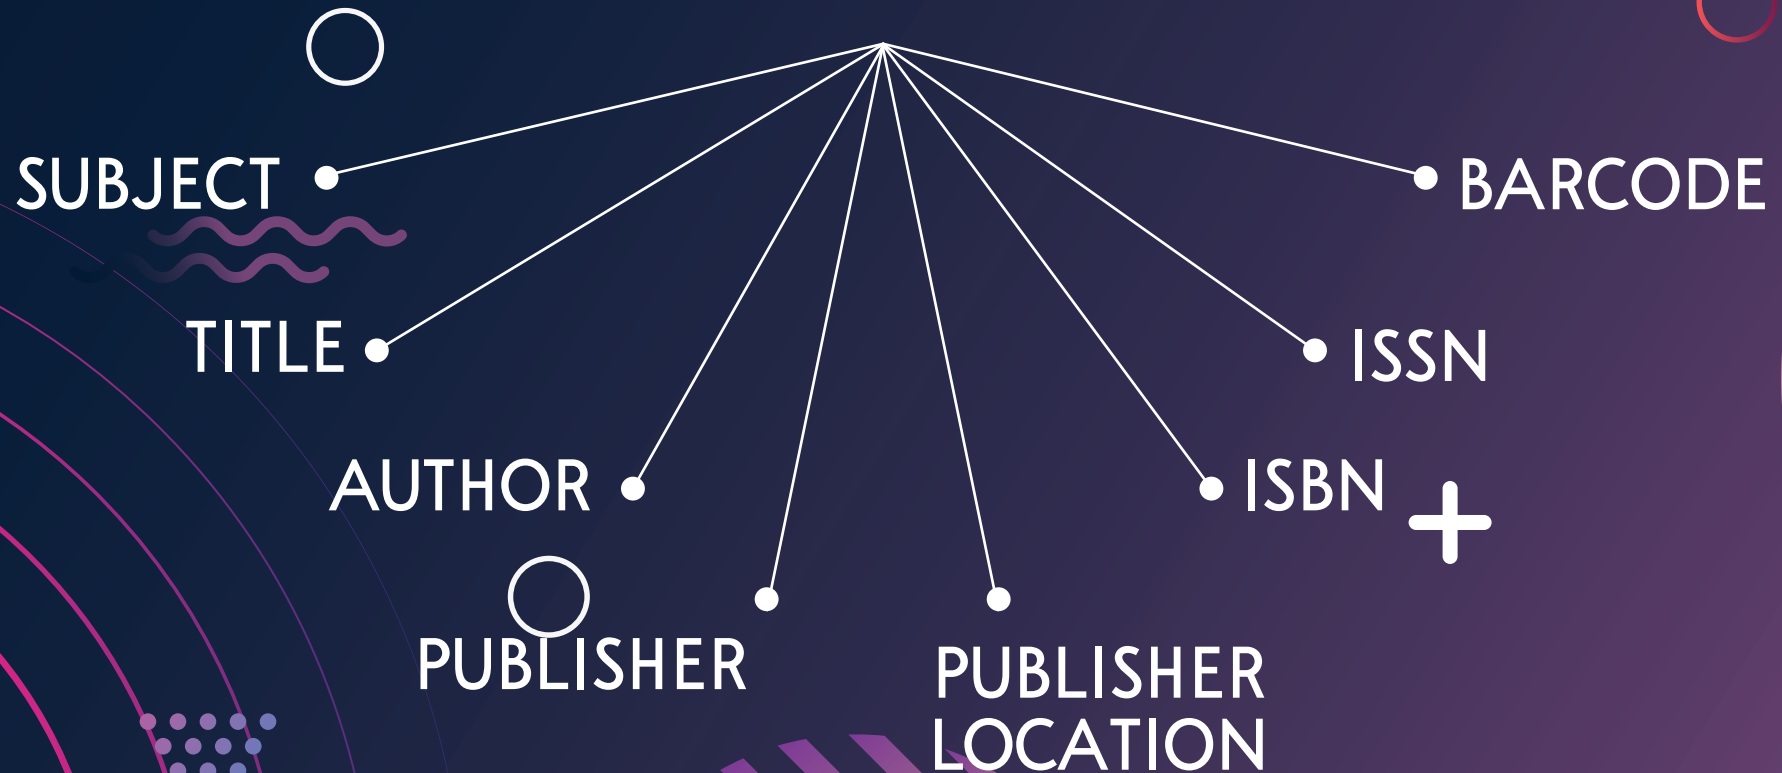 SUBJECT
BARCODE
TITLE
ISSN
AUTHOR
ISBN
PUBLISHER
PUBLISHER
LOCATION